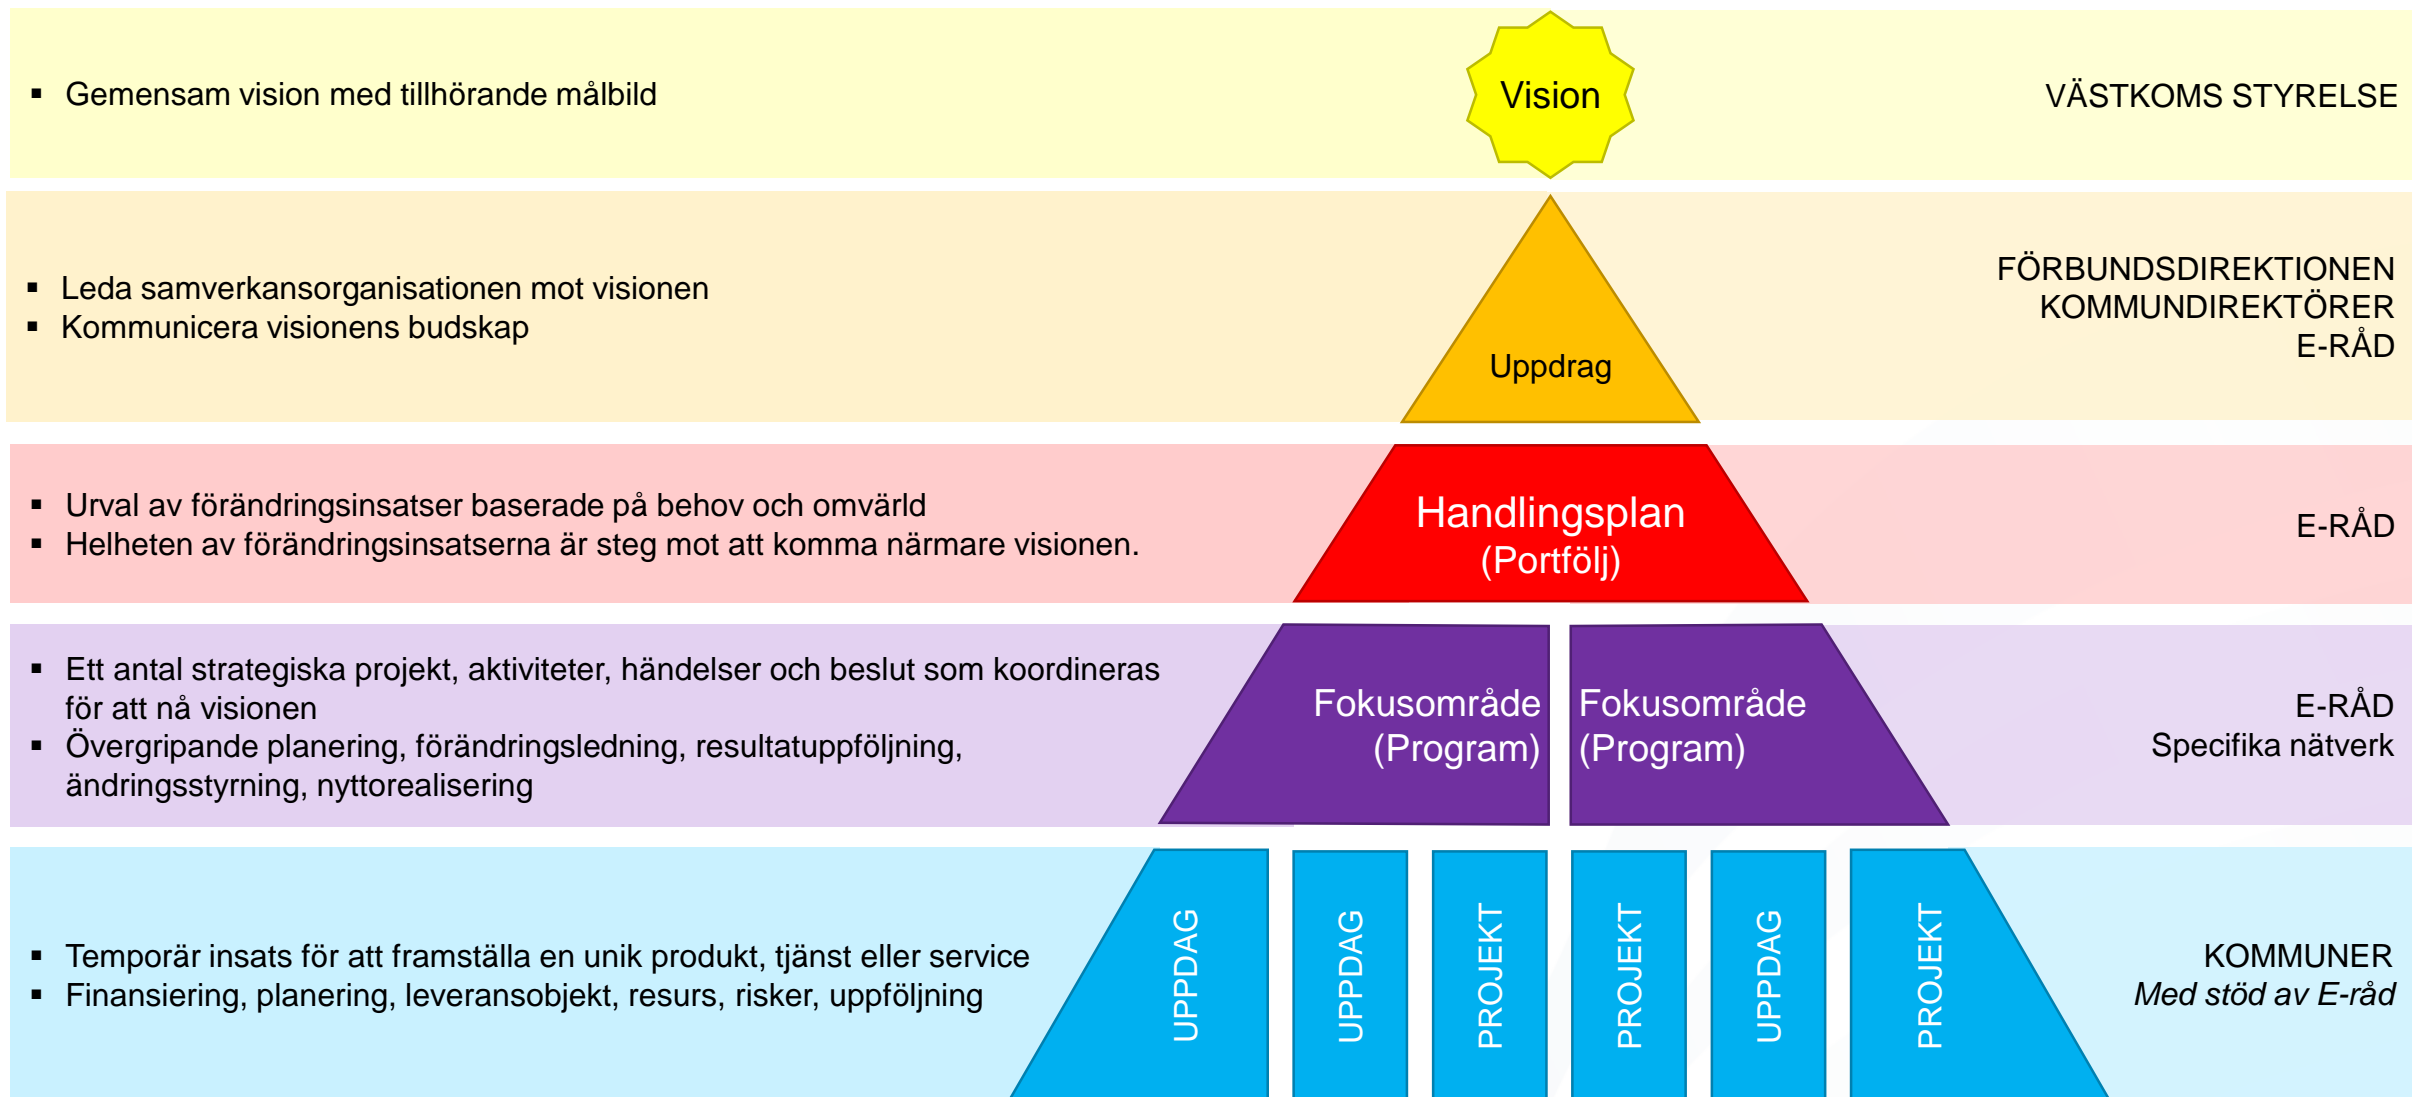 ▪ Gemensam vision med tillhörande målbild
Vision
VÄSTKOMS STYRELSE
▪ Leda samverkansorganisationen mot visionen
▪ Kommunicera visionens budskap
Uppdrag
FÖRBUNDSDIREKTIONEN
KOMMUNDIREKTÖRER
E-RÅD
▪ Urval av förändringsinsatser baserade på behov och omvärld
▪ Helheten av förändringsinsatserna är steg mot att komma närmare visionen.
Handlingsplan
(Portfölj)
E-RÅD
▪ Ett antal strategiska projekt, aktiviteter, händelser och beslut som koordineras
för att nå visionen
▪ Övergripande planering, förändringsledning, resultatuppföljning,
ändringsstyrning, nyttorealisering
Fokusområde
(Program)
Fokusområde
(Program)
E-RÅD
Specifika nätverk
▪ Temporär insats för att framställa en unik produkt, tjänst eller service
▪ Finansiering, planering, leveransobjekt, resurs, risker, uppföljning
UPPDAG
UPPDAG
PROJEKT
PROJEKT
UPPDAG
PROJEKT
KOMMUNER
Med stöd av E-råd